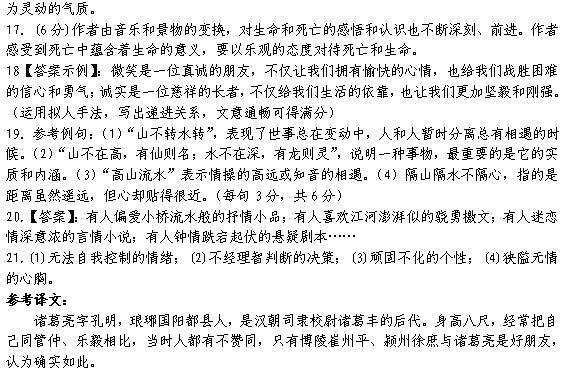 为灵动的气质。
17. (6分)作者由音乐和景物的变换，对生命和死亡的感悟和认识也不断深刻、前进。作者
感受到死亡中蕴含着生命的意义，要以乐观的态度对待死亡和生命。
18【答案示例】：微笑是一位真诚的朋友，不仅让我们拥有愉快的心情，也给我们战胜困难
的信心和勇气；诚实是一位慈祥的长者，不仅给我们生活的依靠，也让我们更加坚毅和刚强。
（运用拟人手法，写出递进关系，文意通畅可得满分）
19. 参考例句：(1)“山不转水转”，表现了世事总在变动中，人和人暂时分离总有相遇的时
候。(2)“山不在高，有仙则名；水不在深，有龙则灵”，说明一种事物，最重要的是它的实
质和内涵。(3)“高山流水”表示情操的高远或知音的相遇。(4) 隔山隔水不隔心，指的是
距离虽然遥远，但心却贴得很近。（每句 3分，共 6分）
20.【答案】：有人偏爱小桥流水般的抒情小品；有人喜欢江河澎湃似的骁勇檄文；有人迷恋
情深意浓的言情小说；有人钟情跌宕起伏的悬疑剧本……
21.(1)无法自我控制的情绪；(2)不经理智判断的决策；(3)顽固不化的个性；(4)狭隘无情
的心胸。
参考译文：
诸葛亮字孔明，琅琊国阳都县人，是汉朝司隶校尉诸葛丰的后代。身高八尺，经常把自
己同管仲、乐毅相比，当时人都有不赞同，只有博陵崔州平、颍州徐庶与诸葛亮是好朋友，
认为确实如此。